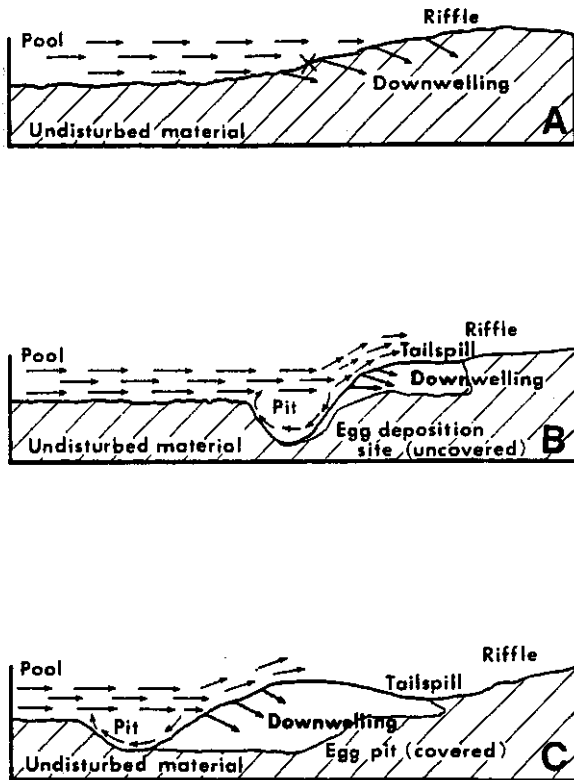 Riffle
Pool
Downwelling
Undisturbed material
A
Riffle
Pool
Tailspill
Downwelling
Pit
Egg deposition
Undisturbed material
site (uncovered)
B
Riffle
Pool
Tailspill
Pit
Downwelling
Egg pit (covered)
Undisturbed material
C